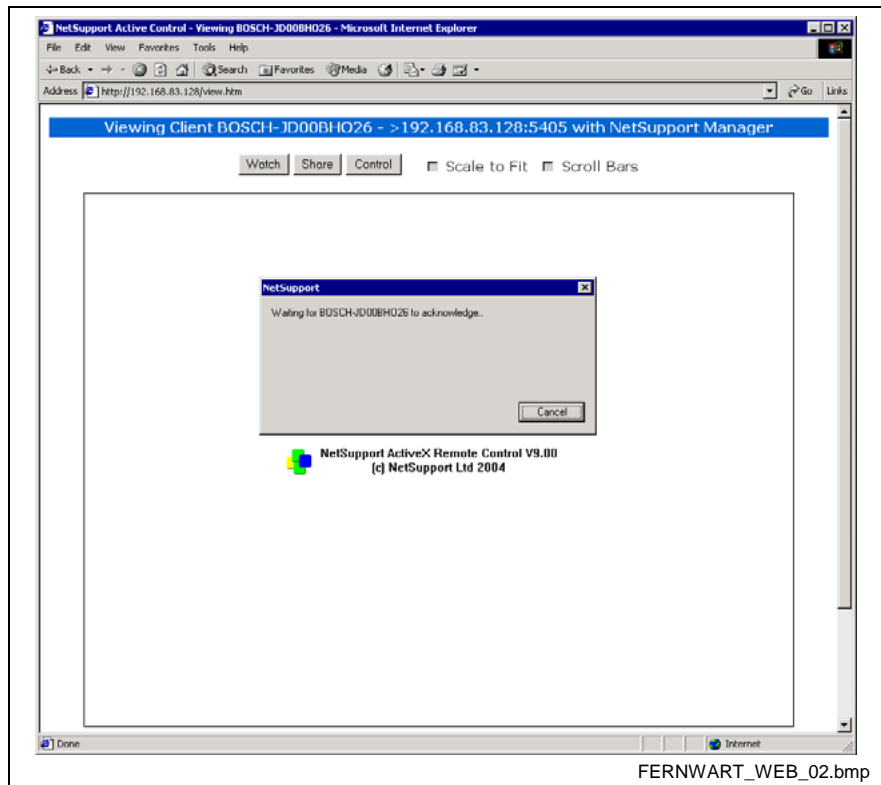 NetSupport Active Control - Viewing BOSCH-JD00BHO26 - Microsoft Internet Explorer
File Edit View Favorites Tools Help
Back Search Favorites Media
Address http://192.168.83.128/view.htm Go Links
Viewing Client BOSCH-JD00BHO26 - >192.168.83.128:5405 with NetSupport Manager
Watch Share Control Scale to Fit Scroll Bars
NetSupport
Waiting for BOSCH-JD00BHO26 to acknowledge..
Cancel
NetSupport ActiveX Remote Control V9.00
(c) NetSupport Ltd 2004
Done Internet
FERNWART_WEB_02.bmp